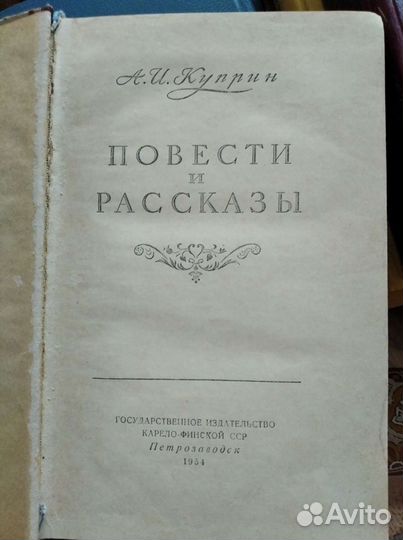 А.И.Куприн
ПОВЕСТИ
И
РАССКАЗЫ
ГОСУДАРСТВЕННОЕ ИЗДАТЕЛЬСТВО
КАРЕЛО-ФИНСКОЙ ССР
Петрозаводск
1954
Avito